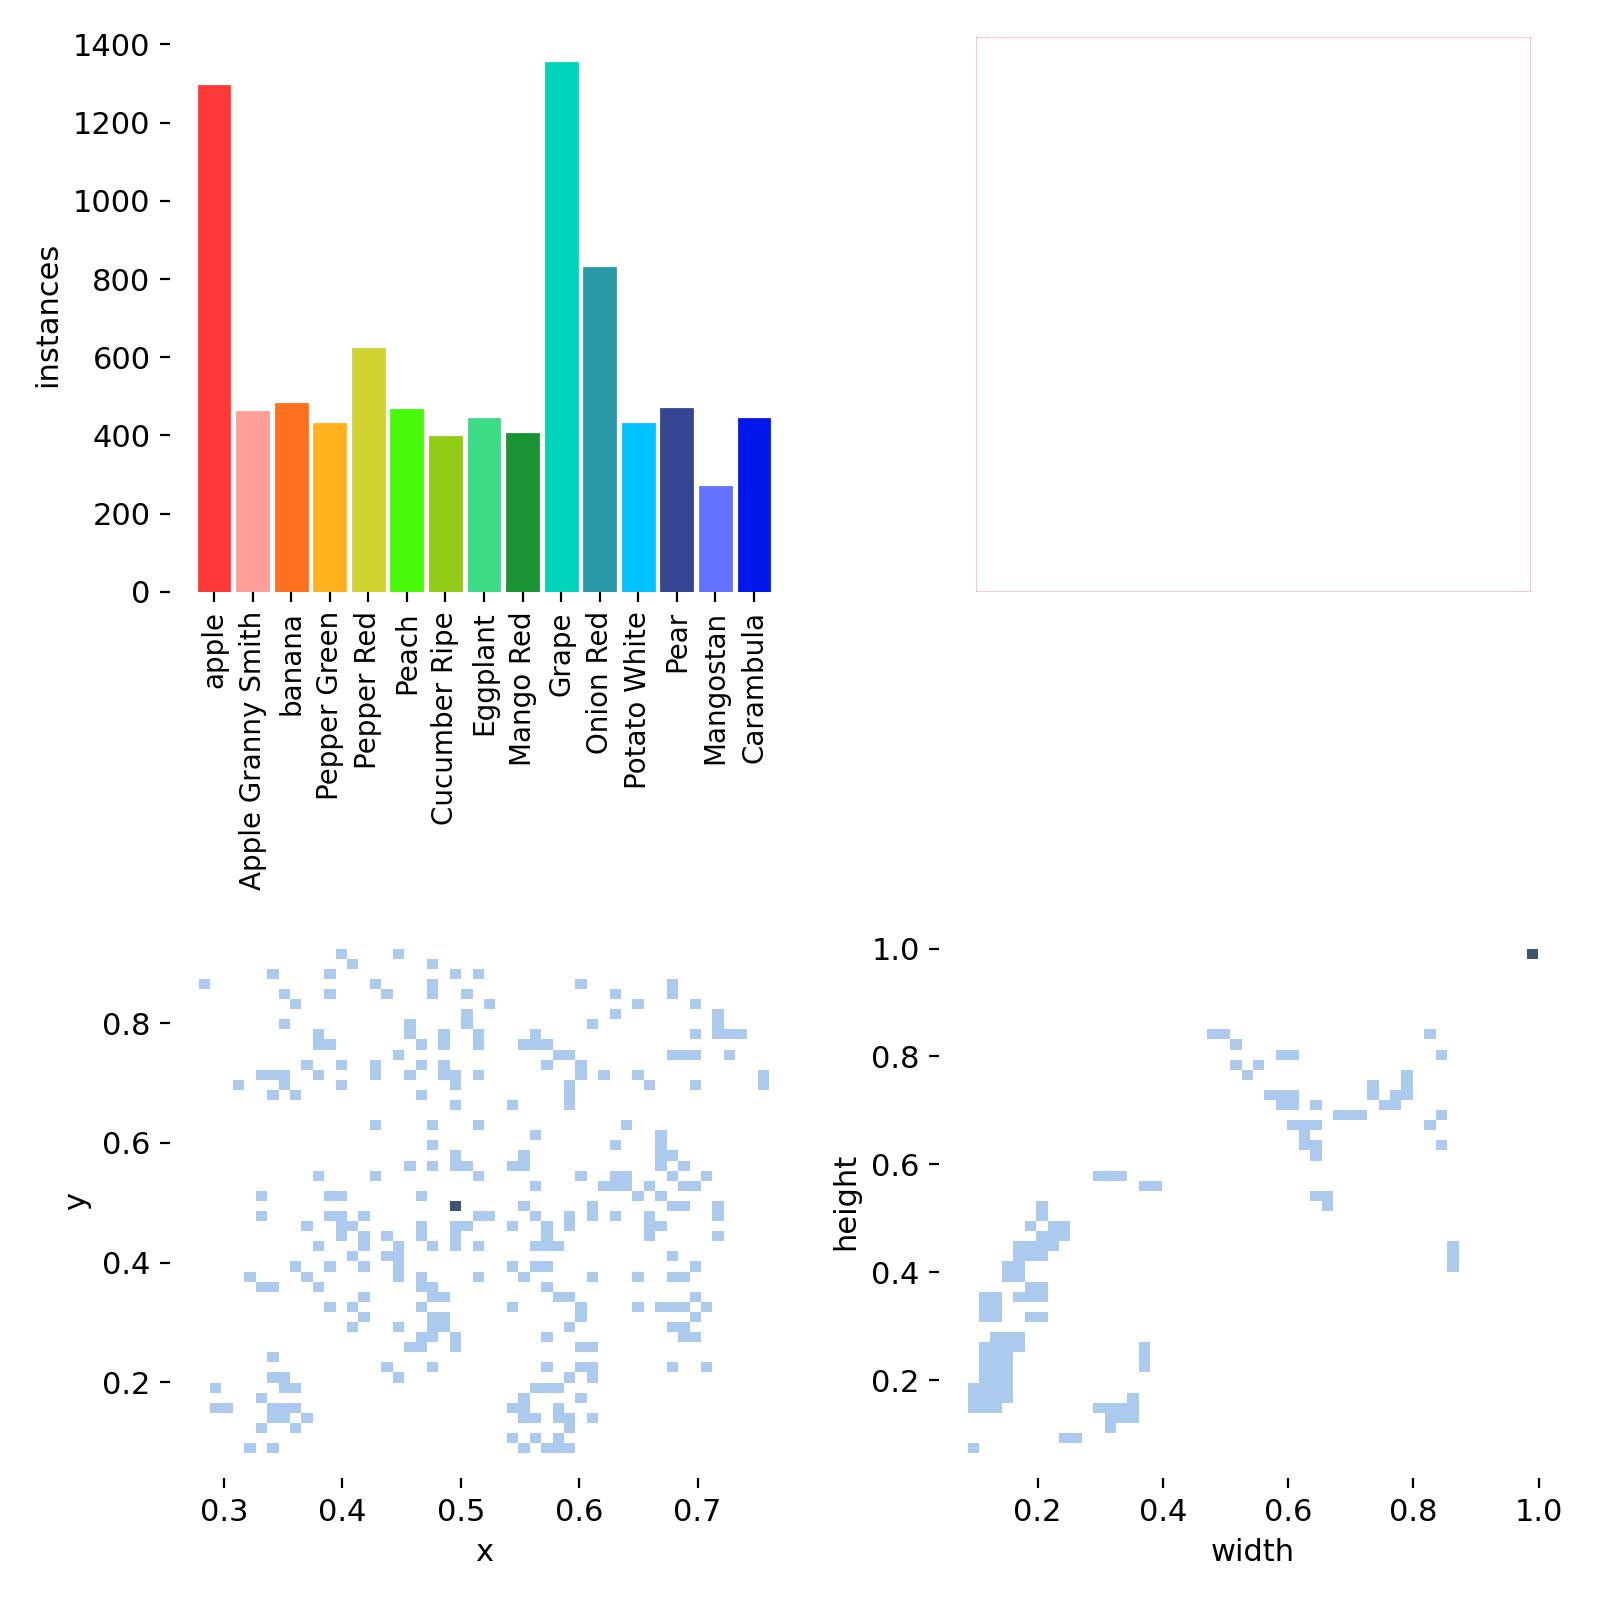 1400
1200
1000
800
600
400
200
0
instances
apple
Apple Granny Smith
banana
Pepper Green
Pepper Red
Peach
Cucumber Ripe
Eggplant
Mango Red
Grape
Onion Red
Potato White
Pear
Mangostan
Carambula
0.8
0.6
0.4
0.2
y
0.3 0.4 0.5 0.6 0.7
x
1.0
0.8
0.6
0.4
0.2
height
0.2 0.4 0.6 0.8 1.0
width